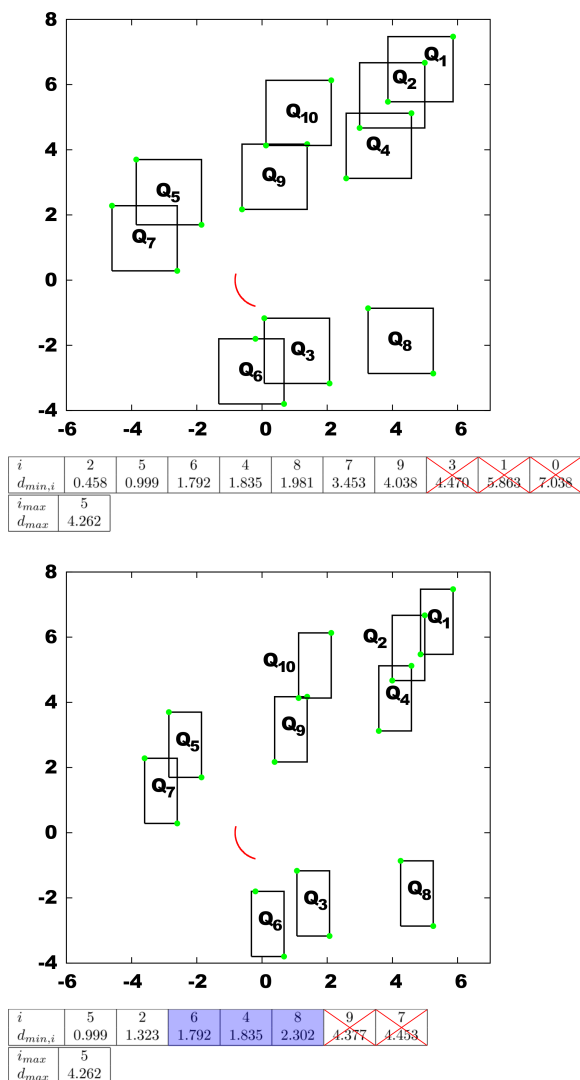 8
Q1
Q2
6
Q10
Q4
4
Q9
Q5
2
Q7
0
Q8
Q3
-2
Q6
-4
-6 -4 -2 0 2 4 6
i 2 5 6 4 8 7 9 3 1 0
dmin,i 0.458 0.999 1.792 1.835 1.981 3.453 4.038 4.470 5.863 7.038
imax 5
dmax 4.262
8
Q1
Q2
6
Q10
Q4
4
Q9
Q5
2
Q7
0
Q8
Q3
-2
Q6
-4
-6 -4 -2 0 2 4 6
i 5 2 6 4 8 9 7
dmin,i 0.999 1.323 1.792 1.835 2.302 4.377 4.453
imax 5
dmax 4.262